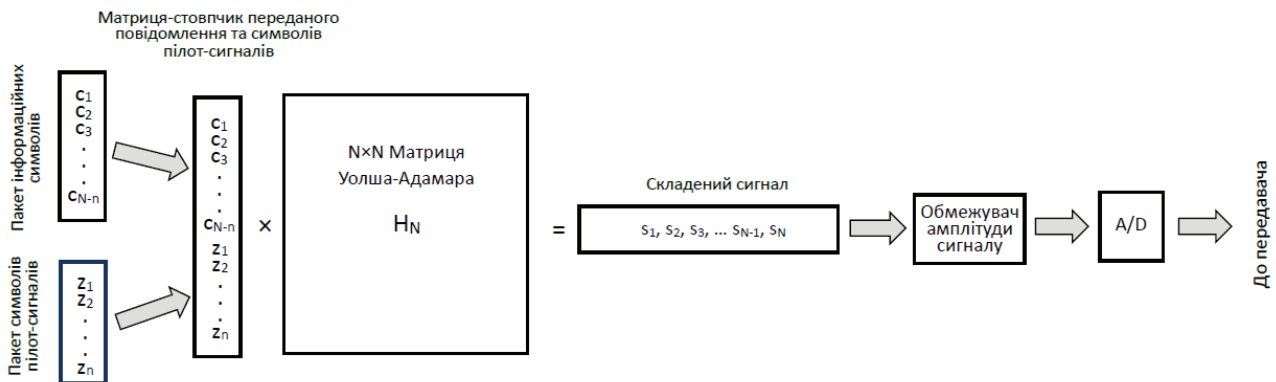 Матриця-стовпчик переданого
повідомлення та символів
пілот-сигналів
Пакет інформаційних
символів
c1
c2
c3
.
.
.
cN-n
Пакет символів
пілот-сигналів
z1
z2
.
.
.
zn
c1
c2
c3
.
.
.
cN-n
z1
z2
.
.
.
zn
×
N×N Матриця
Уолша-Адамара
HN
=
Складений сигнал
s1, s2, s3, ... sN-1, sN
Обмежувач
амплітуди
сигналу
A/D
До передавача